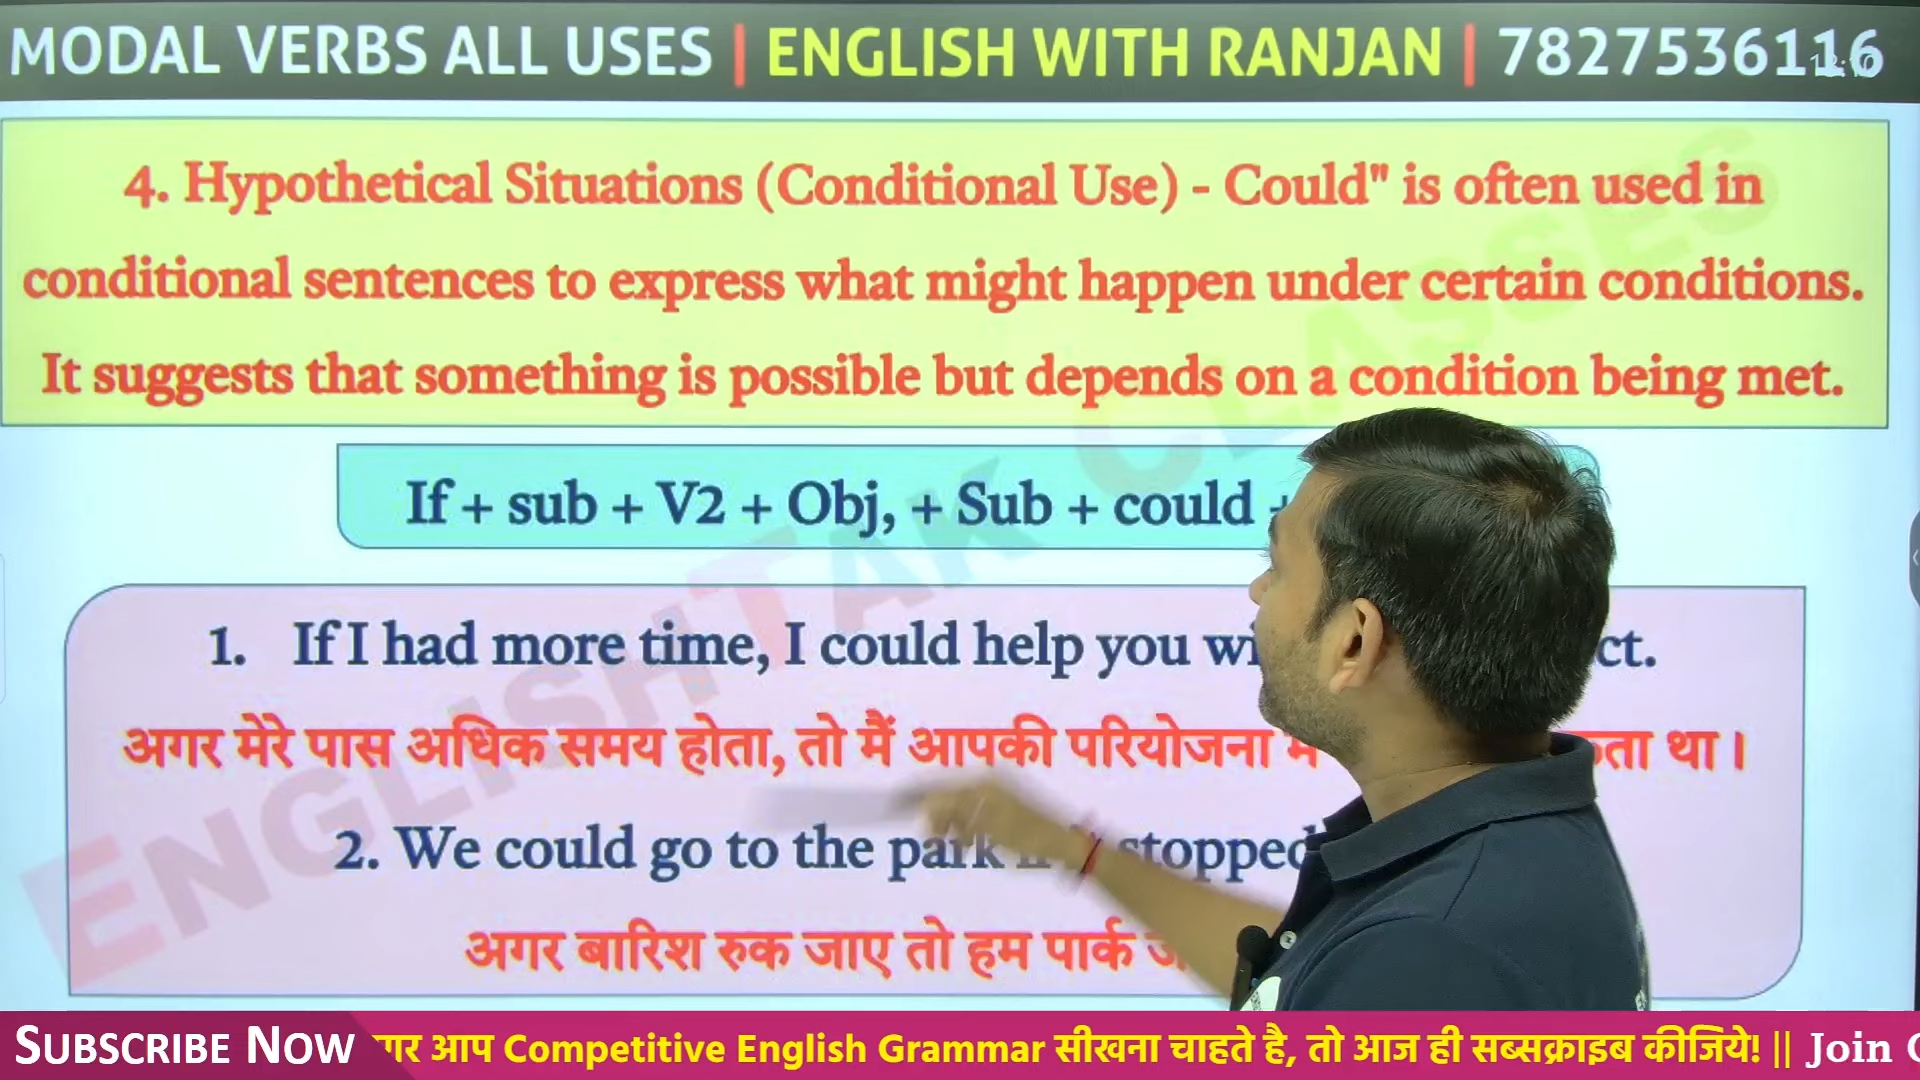 MODAL VERBS ALL USES | ENGLISH WITH RANJAN | 7827536116
4. Hypothetical Situations (Conditional Use) - Could" is often used in
conditional sentences to express what might happen under certain conditions.
It suggests that something is possible but depends on a condition being met.
If + sub + V2 + Obj, + Sub + could +
1. If I had more time, I could help you
अगर मेरे पास अधिक समय होता, तो मैं आपकी परियोजना था।
2. We could go to the park stopped
अगर बारिश रुक जाए तो हम पार्क
ENGLISHTAK CLASSES
SUBSCRIBE NOW आप Competitive English Grammar सीखना चाहते है, तो आज ही सब्सक्राइब कीजिये! || Join